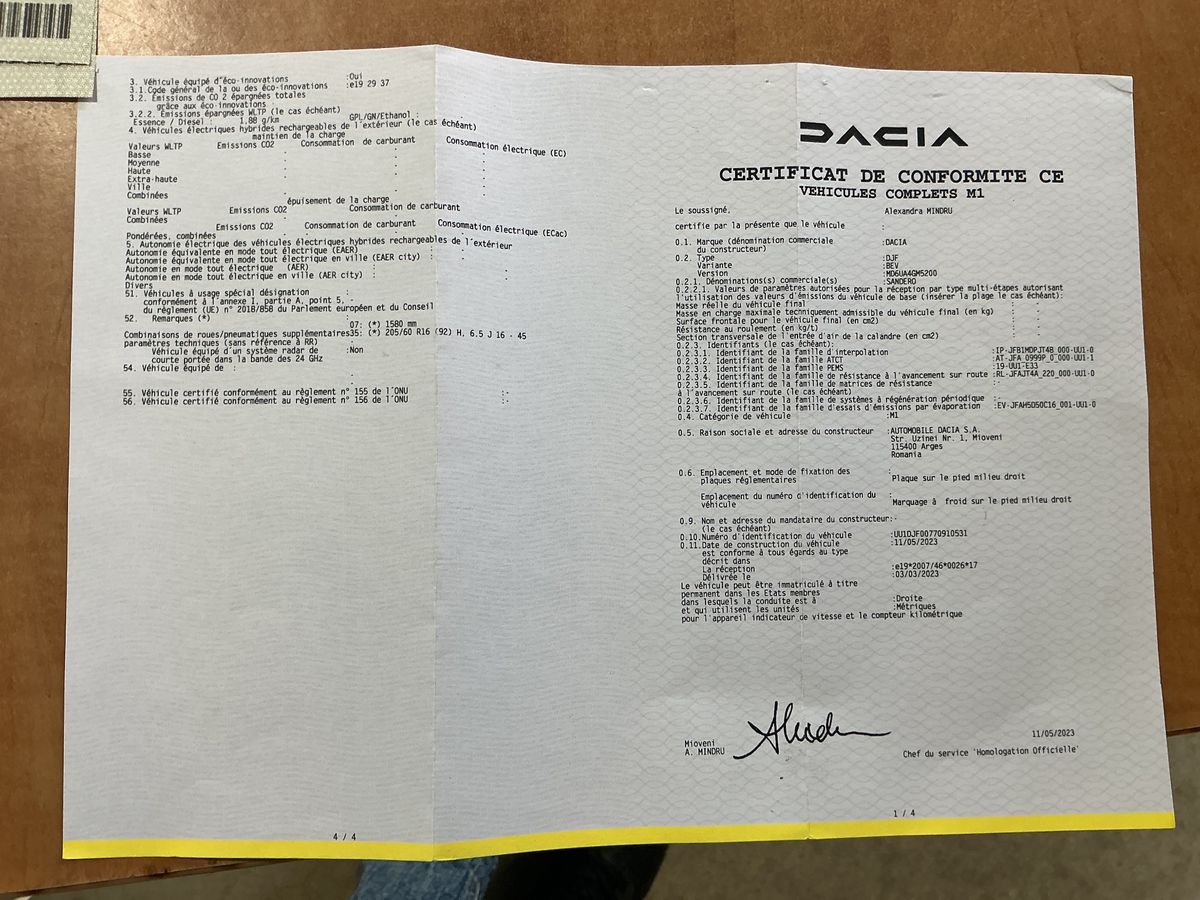 3. Véhicule équipé d'éco-innovations :Oui
3.1.Code général de la ou des éco-innovations :e19 29 37
3.2. Emissions de CO 2 épargnées totales
grâce aux éco-innovations
3.2.2. Emissions épargnées WLTP (le cas échéant)
Essence / Diesel : 1.88 g/km GPL/GN/Ethanol :
4. Véhicules électriques hybrides rechargeables de l'extérieur (le cas échéant)
maintien de la charge
Valeurs WLTP Emissions CO2 Consommation de carburant Consommation électrique (EC)
Basse - - -
Moyenne - - -
Haute - - -
Extra-haute - - -
Ville - - -
Combinées - - -
épuisement de la charge
Valeurs WLTP Emissions CO2 Consommation de carburant
Combinées - -
Emissions CO2 Consommation de carburant Consommation électrique (ECac)
Pondérées, combinées - - -
5. Autonomie électrique des véhicules électriques hybrides rechargeables de l'extérieur
Autonomie équivalente en mode tout électrique (EAER) :
Autonomie équivalente en mode tout électrique en ville (EAER city) : -
Autonomie en mode tout électrique (AER) : -
Autonomie en mode tout électrique en ville (AER city) : -
Divers
51. Véhicules à usage spécial désignation :
conformément à l'annexe I, partie A, point 5, -
du règlement (UE) n° 2018/858 du Parlement européen et du Conseil
52. Remarques (*) :
07: (*) 1580 mm
Combinaisons de roues/pneumatiques supplémentaires35: (*) 205/60 R16 (92) H, 6.5 J 16 - 45
paramètres techniques (sans référence à RR)
Véhicule équipé d'un système radar de :Non
courte portée dans la bande des 24 GHz
54. Véhicule équipé de :
55. Véhicule certifié conformément au règlement n° 155 de l'ONU :-
56. Véhicule certifié conformément au règlement n° 156 de l'ONU :-
4 / 4
DACIA
CERTIFICAT DE CONFORMITE CE
VEHICULES COMPLETS M1
Le soussigné, Alexandra MINDRU
certifie par la présente que le véhicule :
0.1. Marque (dénomination commerciale :DACIA
du constructeur)
0.2. Type :DJF
Variante :BEV
Version :MD6UA4GM5200
0.2.1. Dénominations(s) commerciale(s) :SANDERO
0.2.2.1. Valeurs de paramètres autorisées pour la réception par type multi-étapes autorisant
l'utilisation des valeurs d'émissions du véhicule de base (insérer la plage le cas échéant):
Masse réelle du véhicule final : -
Masse en charge maximale techniquement admissible du véhicule final (en kg) : -
Surface frontale pour le véhicule final (en cm2) : -
Résistance au roulement (en kg/t) : -
Section transversale de l'entrée d'air de la calandre (en cm2) : -
0.2.3. Identifiants (le cas échéant):
0.2.3.1. Identifiant de la famille d'interpolation :IP-JFB1MDPJT4B_000-UU1-0
0.2.3.2. Identifiant de la famille ATCT :AT-JFA_0999P_0_000-UU1-1
0.2.3.3. Identifiant de la famille PEMS :19-UU1-E33
0.2.3.4. Identifiant de la famille de résistance à l'avancement sur route :RL-JFAJT4A_220_000-UU1-0
0.2.3.5. Identifiant de la famille de matrices de résistance :-
à l'avancement sur route (le cas échéant)
0.2.3.6. Identifiant de la famille de systèmes à régénération périodique :-
0.2.3.7. Identifiant de la famille d'essais d'émissions par évaporation :EV-JFAH5D50C16_001-UU1-0
0.4. Catégorie de véhicule :M1
0.5. Raison sociale et adresse du constructeur :AUTOMOBILE DACIA S.A.
Str. Uzinei Nr. 1, Mioveni
115400 Arges
Romania
0.6. Emplacement et mode de fixation des :
plaques réglementaires Plaque sur le pied milieu droit
Emplacement du numéro d'identification du :
véhicule Marquage à froid sur le pied milieu droit
0.9. Nom et adresse du mandataire du constructeur:-
(le cas échéant)
0.10.Numéro d'identification du véhicule :UU1DJF00770910531
0.11.Date de construction du véhicule :11/05/2023
est conforme à tous égards au type
décrit dans
La réception :e19*2007/46*0026*17
Délivrée le :03/03/2023
Le véhicule peut être immatriculé à titre
permanent dans les Etats membres
dans lesquels la conduite est à :Droite
et qui utilisent les unités :Métriques
pour l'appareil indicateur de vitesse et le compteur kilométrique
Mioveni
A. MINDRU
11/05/2023
Chef du service 'Homologation Officielle'
1 / 4